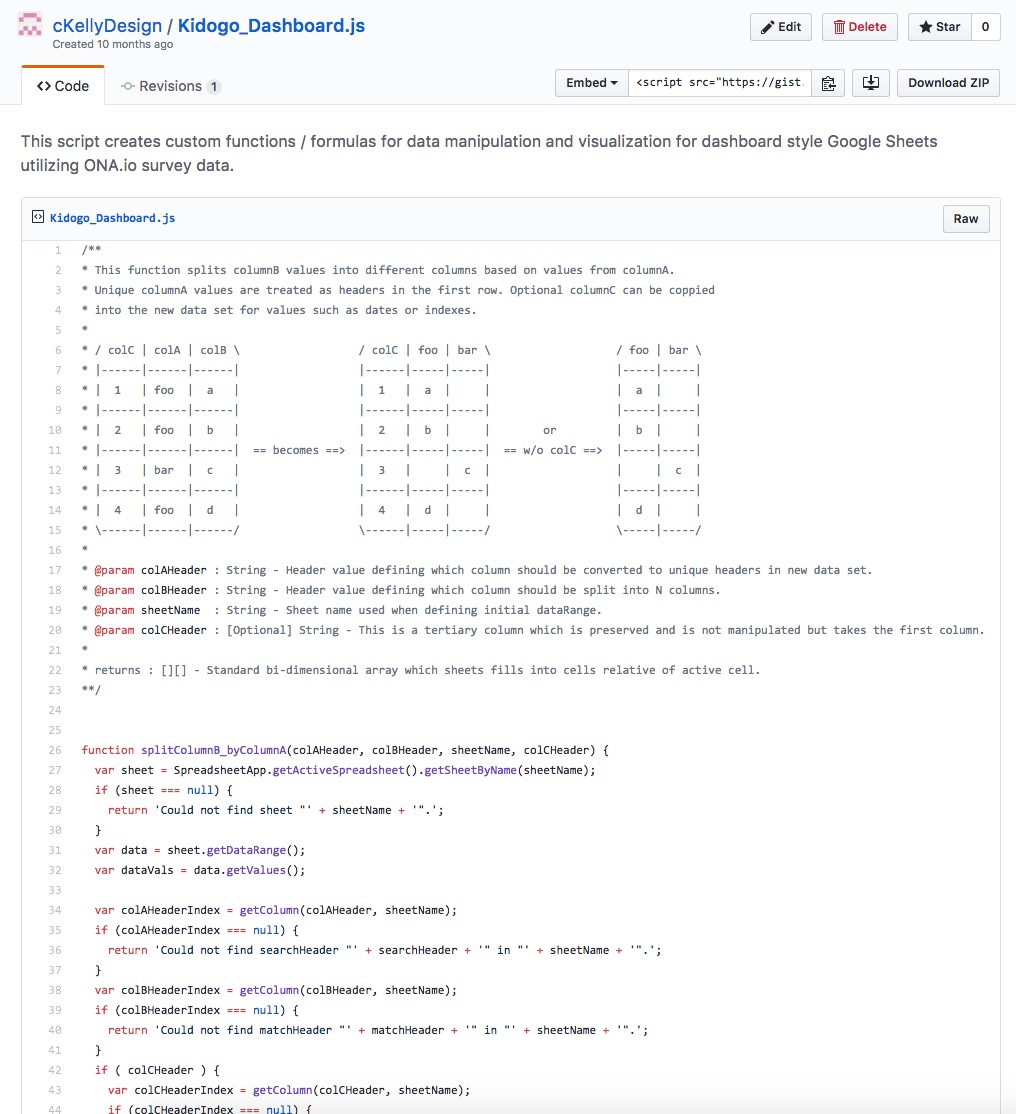 cKellyDesign / Kidogo_Dashboard.js
Created 10 months ago
Edit
Delete
Star 0
Code
Revisions 1
Embed
<script src="https://gist.
Download ZIP
This script creates custom functions / formulas for data manipulation and visualization for dashboard style Google Sheets
utilizing ONA.io survey data.
Kidogo_Dashboard.js
Raw
1 /**
2 * This function splits columnB values into different columns based on values from columnA.
3 * Unique columnA values are treated as headers in the first row. Optional columnC can be coppied
4 * into the new data set for values such as dates or indexes.
5 *
6 * / colC | colA | colB \                  / colC | foo | bar \                   / foo | bar \
7 * |------|------|------|                  |------|-----|-----|                   |-----|-----|
8 * |  1   | foo  |  a   |                  |  1   |  a  |     |                   |  a  |     |
9 * |------|------|------|                  |------|-----|-----|                   |-----|-----|
10 * |  2   | foo  |  b   |                  |  2   |  b  |     |        or         |  b  |     |
11 * |------|------|------|  == becomes ==>  |------|-----|-----|  == w/o colC ==>  |-----|-----|
12 * |  3   | bar  |  c   |                  |  3   |     |  c  |                   |     |  c  |
13 * |------|------|------|                  |------|-----|-----|                   |-----|-----|
14 * |  4   | foo  |  d   |                  |  4   |  d  |     |                   |  d  |     |
15 * \------|------|------/                  \------|-----|-----/                   \-----|-----/
16 *
17 * @param colAHeader : String - Header value defining which column should be converted to unique headers in new data set.
18 * @param colBHeader : String - Header value defining which column should be split into N columns.
19 * @param sheetName  : String - Sheet name used when defining initial dataRange.
20 * @param colCHeader : [Optional] String - This is a tertiary column which is preserved and is not manipulated but takes the first column.
21 *
22 * returns : [][] - Standard bi-dimensional array which sheets fills into cells relative of active cell.
23 **/
24
25
26 function splitColumnB_byColumnA(colAHeader, colBHeader, sheetName, colCHeader) {
27   var sheet = SpreadsheetApp.getActiveSpreadsheet().getSheetByName(sheetName);
28   if (sheet === null) {
29     return 'Could not find sheet "' + sheetName + '".';
30   }
31   var data = sheet.getDataRange();
32   var dataVals = data.getValues();
33
34   var colAHeaderIndex = getColumn(colAHeader, sheetName);
35   if (colAHeaderIndex === null) {
36     return 'Could not find searchHeader "' + searchHeader + '" in "' + sheetName + '".';
37   }
38   var colBHeaderIndex = getColumn(colBHeader, sheetName);
39   if (colBHeaderIndex === null) {
40     return 'Could not find matchHeader "' + matchHeader + '" in "' + sheetName + '".';
41   }
42   if ( colCHeader ) {
43     var colCHeaderIndex = getColumn(colCHeader, sheetName);
44     if (colCHeaderIndex === null) {